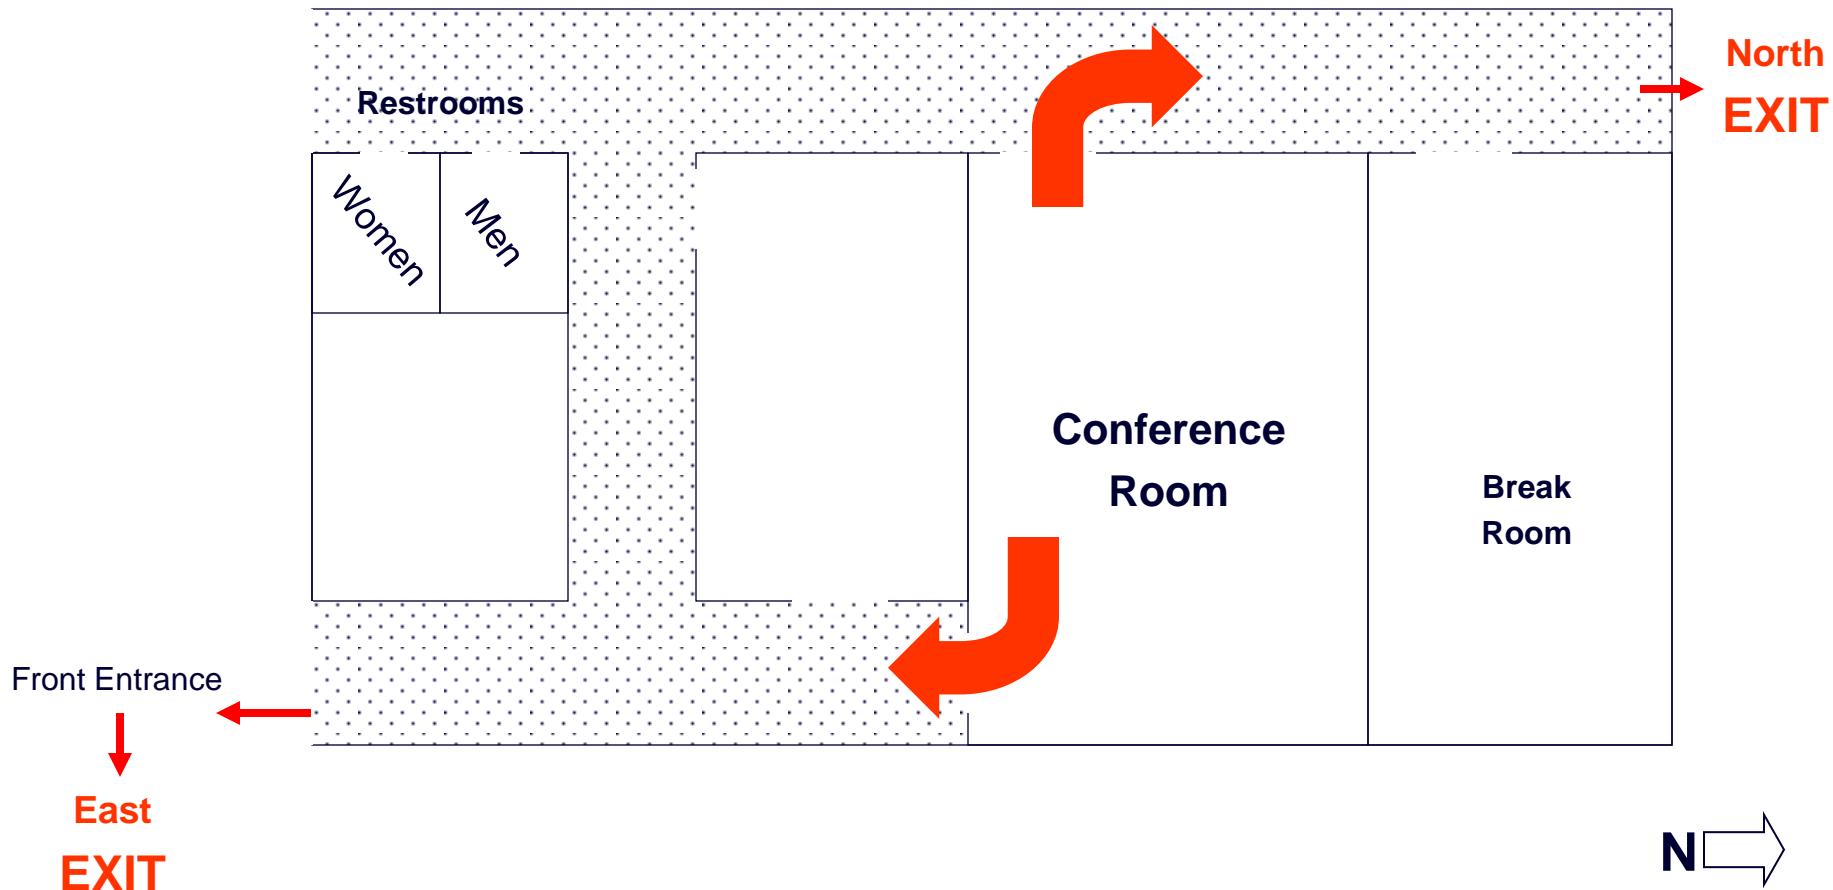 North
EXIT
Restrooms
Women
Men
Conference
Room
Break
Room
Front Entrance
East
EXIT
N